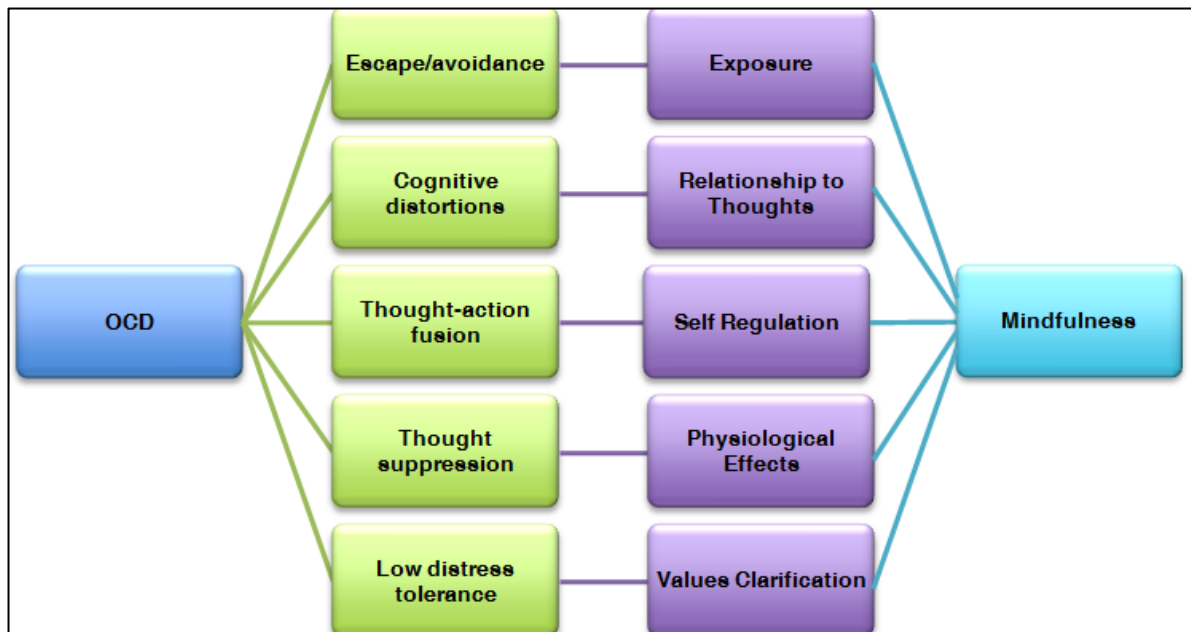 Escape/avoidance
Exposure
Cognitive
distortions
Relationship to
Thoughts
OCD
Thought-action
fusion
Self Regulation
Mindfulness
Thought
suppression
Physiological
Effects
Low distress
tolerance
Values Clarification